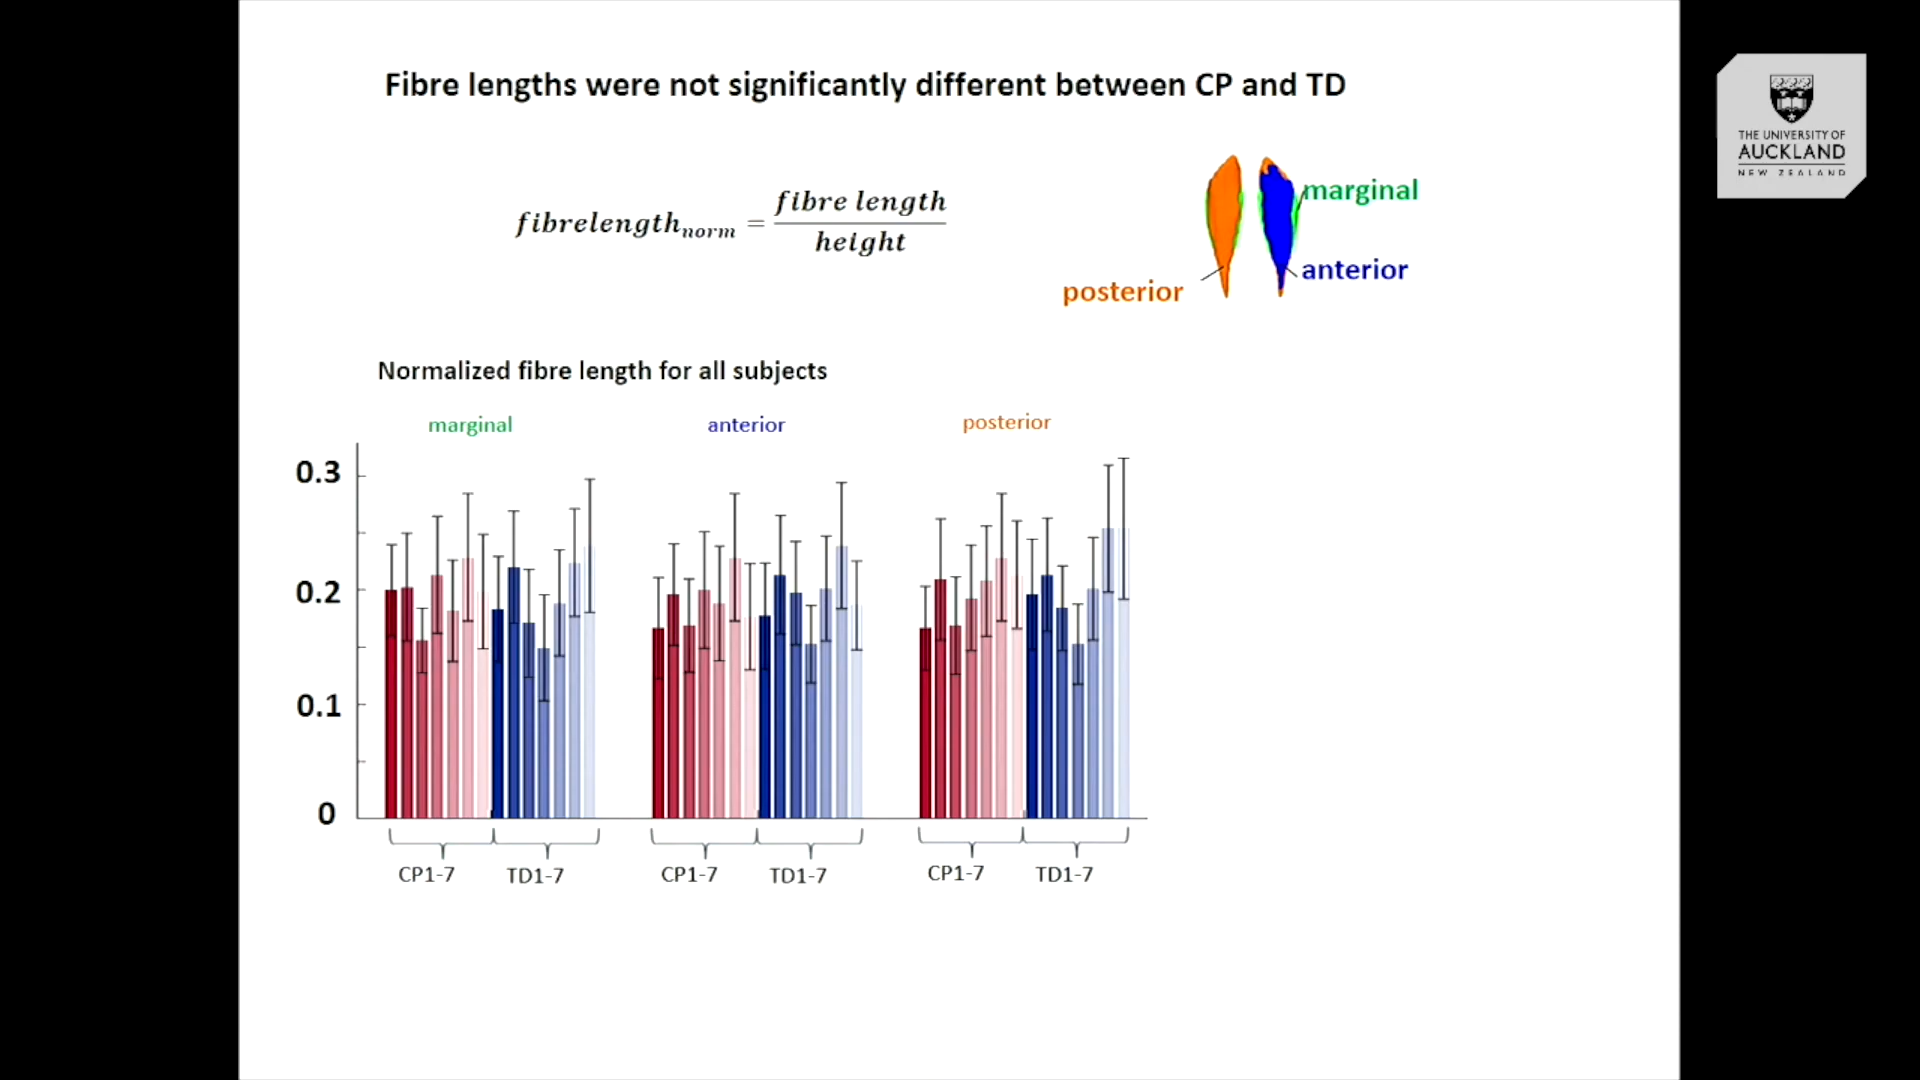 Fibre lengths were not significantly different between CP and TD
THE UNIVERSITY OF
AUCKLAND
NEW ZEALAND
fibrelength_norm = fibre length / height
marginal
anterior
posterior
Normalized fibre length for all subjects
marginal anterior posterior
0.3
0.2
0.1
0
CP1-7 TD1-7 CP1-7 TD1-7 CP1-7 TD1-7